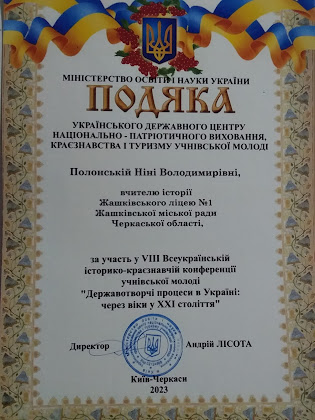 МІНІСТЕРСТВО ОСВІТИ І НАУКИ УКРАЇНИ
ПОДЯКА
УКРАЇНСЬКОГО ДЕРЖАВНОГО ЦЕНТРУ
НАЦІОНАЛЬНО - ПАТРІОТИЧНОГО ВИХОВАННЯ,
КРАЄЗНАВСТВА І ТУРИЗМУ УЧНІВСЬКОЇ МОЛОДІ
Полонській Ніні Володимирівні,
вчителю історії
Жашківського ліцею №1
Жашківської міської ради
Черкаської області,
за участь у VIII Всеукраїнській
історико-краєзнавчій конференції
учнівської молоді
"Державотворчі процеси в Україні:
через віки у ХХІ століття"
Директор Андрій ЛІСОТА
Київ-Черкаси
2023